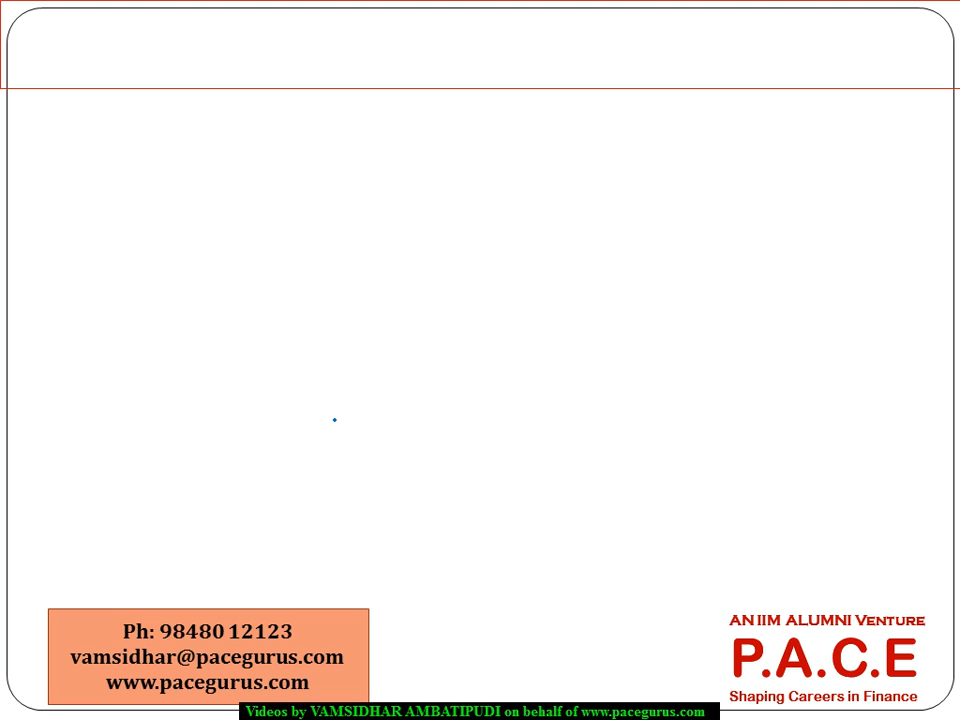 Ph: 98480 12123
vamsidhar@pacegurus.com
www.pacegurus.com
AN IIM ALUMNI VENTURE
P.A.C.E
Shaping Careers in Finance
Videos by VAMSIDHAR AMBATIPUDI on behalf of www.pacegurus.com